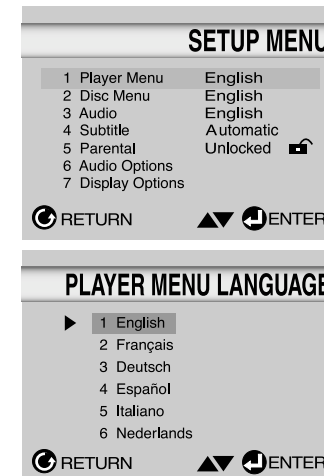 SETUP MENU
1 Player Menu English
2 Disc Menu English
3 Audio English
4 Subtitle Automatic
5 Parental Unlocked
6 Audio Options
7 Display Options
RETURN ▲▼ ENTER
PLAYER MENU LANGUAGE
▶ 1 English
2 Français
3 Deutsch
4 Español
5 Italiano
6 Nederlands
RETURN ▲▼ ENTER